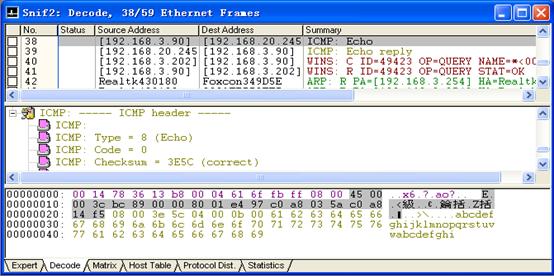 Snif2: Decode, 38/59 Ethernet Frames
No. Status Source Address Dest Address Summary
38 [192.168.3.90] [192.168.20.245 ICMP: Echo
39 [192.168.20.245 [192.168.3.90] ICMP: Echo reply
40 [192.168.3.90] [192.168.3.202] WINS: C ID=49423 OP=QUERY NAME=*<00
41 [192.168.3.202] [192.168.3.90] WINS: R ID=49423 OP=QUERY STAT=OK
42 Realtk430180 Foxcon349D5E ARP: R PA=[192.168.3.254] HA=Realtk
ICMP: ----- ICMP header -----
ICMP:
ICMP: Type = 8 (Echo)
ICMP: Code = 0
ICMP: Checksum = 3E5C (correct)
00000000: 00 14 78 36 13 b8 00 04 61 6f fb ff 08 00 45 00
00000010: 00 3c bc 89 00 00 80 01 e4 97 c0 a8 03 5a c0 a8
00000020: 14 f5 08 00 3e 5c 04 00 0b 00 61 62 63 64 65 66 abcdef
00000030: 67 68 69 6a 6b 6c 6d 6e 6f 70 71 72 73 74 75 76 ghijklmnopqrstuv
00000040: 77 61 62 63 64 65 66 67 68 69 wabcdefghi
Expert Decode Matrix Host Table Protocol Dist. Statistics